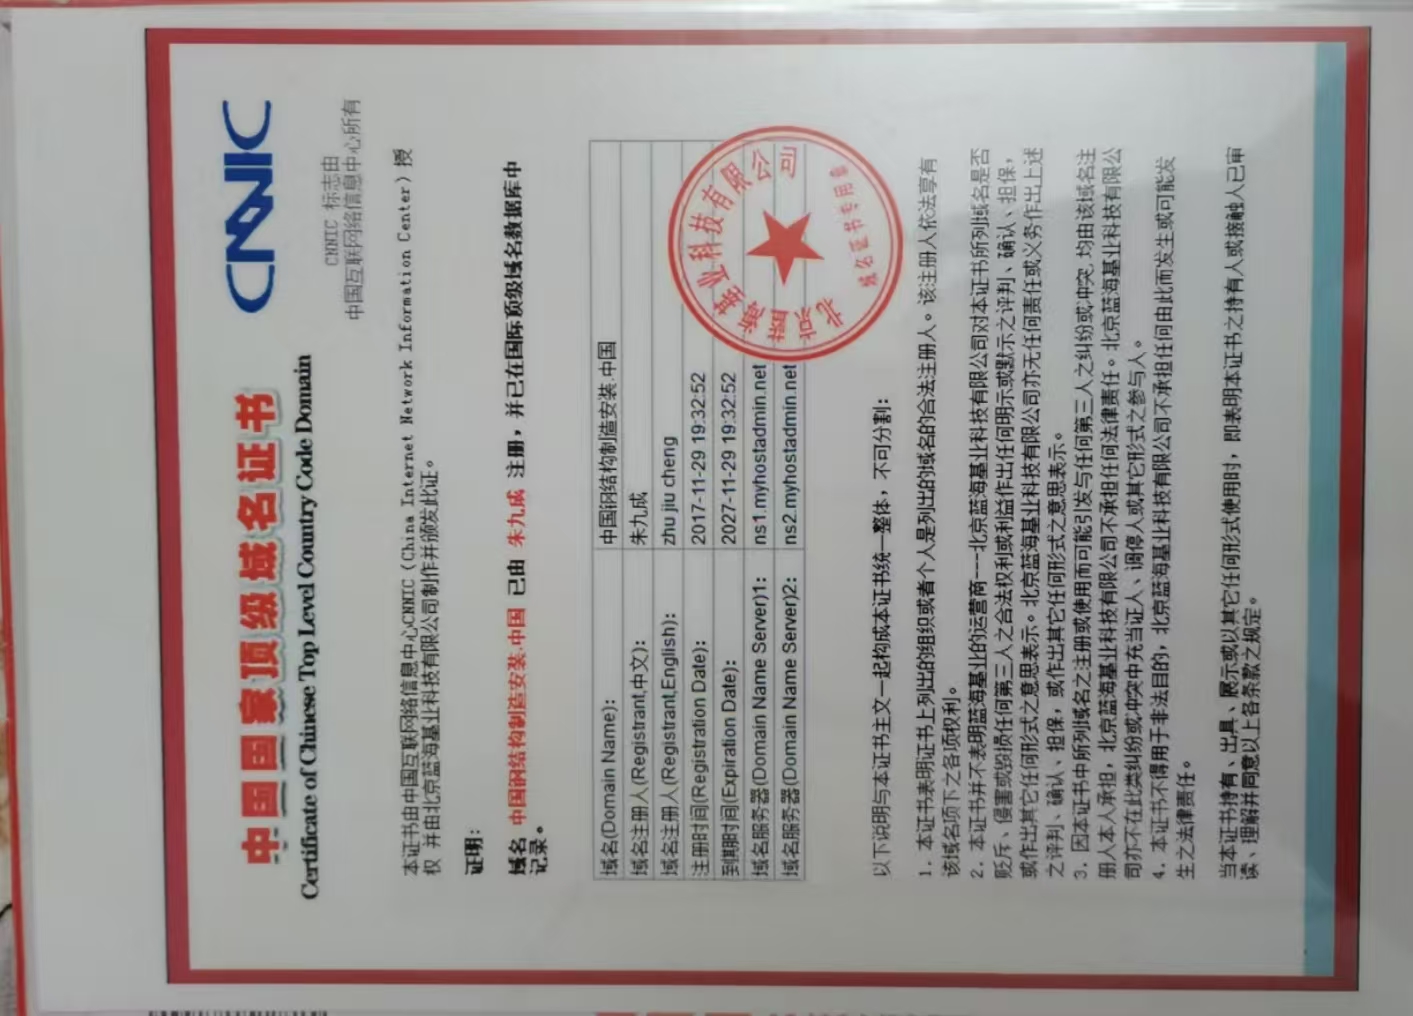 CNNIC
CNNIC 标志由
中国互联网络信息中心所有
中国国家顶级域名证书
Certificate of Chinese Top Level Country Code Domain
本证书由中国互联网络信息中心CNNIC（China Internet Network Information Center）授
权 并由北京蓝海基业科技有限公司制作并颁发此证。
证明：
域名 中国钢结构制造安装.中国 已由 朱九成 注册，并已在国际顶级域名数据库中
记录。
域名(Domain Name): 中国钢结构制造安装.中国
域名注册人(Registrant,中文): 朱九成
域名注册人(Registrant,English): zhu jiu cheng
注册时间(Registration Date): 2017-11-29 19:32:52
到期时间(Expiration Date): 2027-11-29 19:32:52
域名服务器(Domain Name Server)1: ns1.myhostadmin.net
域名服务器(Domain Name Server)2: ns2.myhostadmin.net
北京蓝海基业科技有限公司
域名证书专用章
以下说明与本证书主文一起构成本证书统一整体，不可分割：
1. 本证书表明证书上列出的组织或者个人是列出的域名的合法注册人。该注册人依法享有
该域名项下之各项权利。
2. 本证书并不表明蓝海基业的运营商---北京蓝海基业科技有限公司对本证书所列域名是否
贬斥、侵害或毁损任何第三人之合法权利或利益作出任何明示或默示之评判、确认、担保，
或作出其它任何形式之意思表示。北京蓝海基业科技有限公司亦无任何责任或义务作出上述
之评判、确认、担保，或作出其它任何形式之意思表示。
3. 因本证书中所列域名之注册或使用而可能引发与任何第三人之纠纷或冲突,均由该域名注
册人本人承担，北京蓝海基业科技有限公司不承担任何法律责任。北京蓝海基业科技有限公
司亦不在此类纠纷或冲突中充当证人、调停人或其它形式之参与人。
4. 本证书不得用于非法目的，北京蓝海基业科技有限公司不承担任何由此而发生或可能发
生之法律责任。
当本证书持有、出具、展示或以其它任何形式使用时，即表明本证书之持有人或接触人已审
读、理解并同意以上各条款之规定。